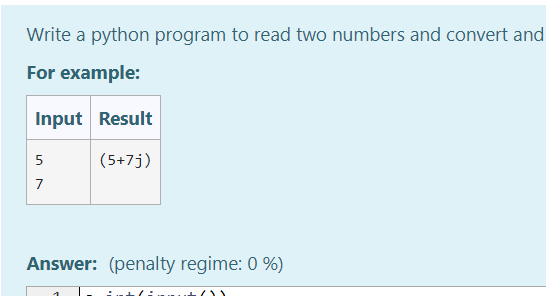 Write a python program to read two numbers and convert and
For example:
Input Result
5 (5+7j)
7
Answer: (penalty regime: 0 %)